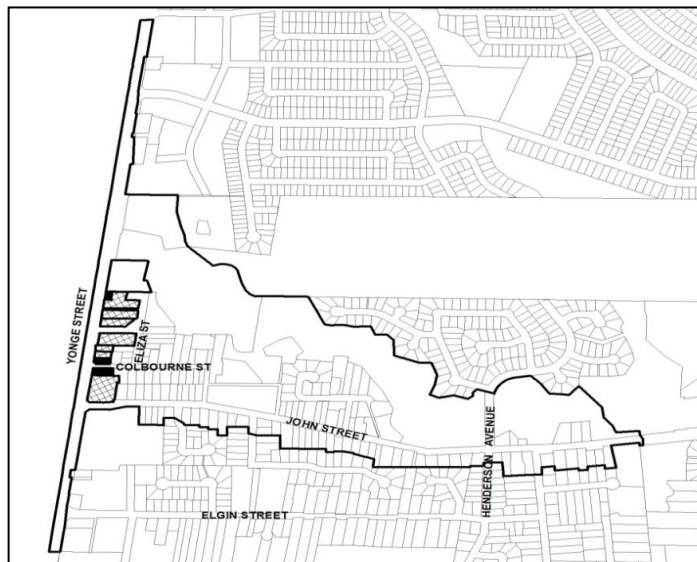 YONGE STREET
ELIZA ST
COLBOURNE ST
JOHN STREET
HENDERSON AVENUE
ELGIN STREET